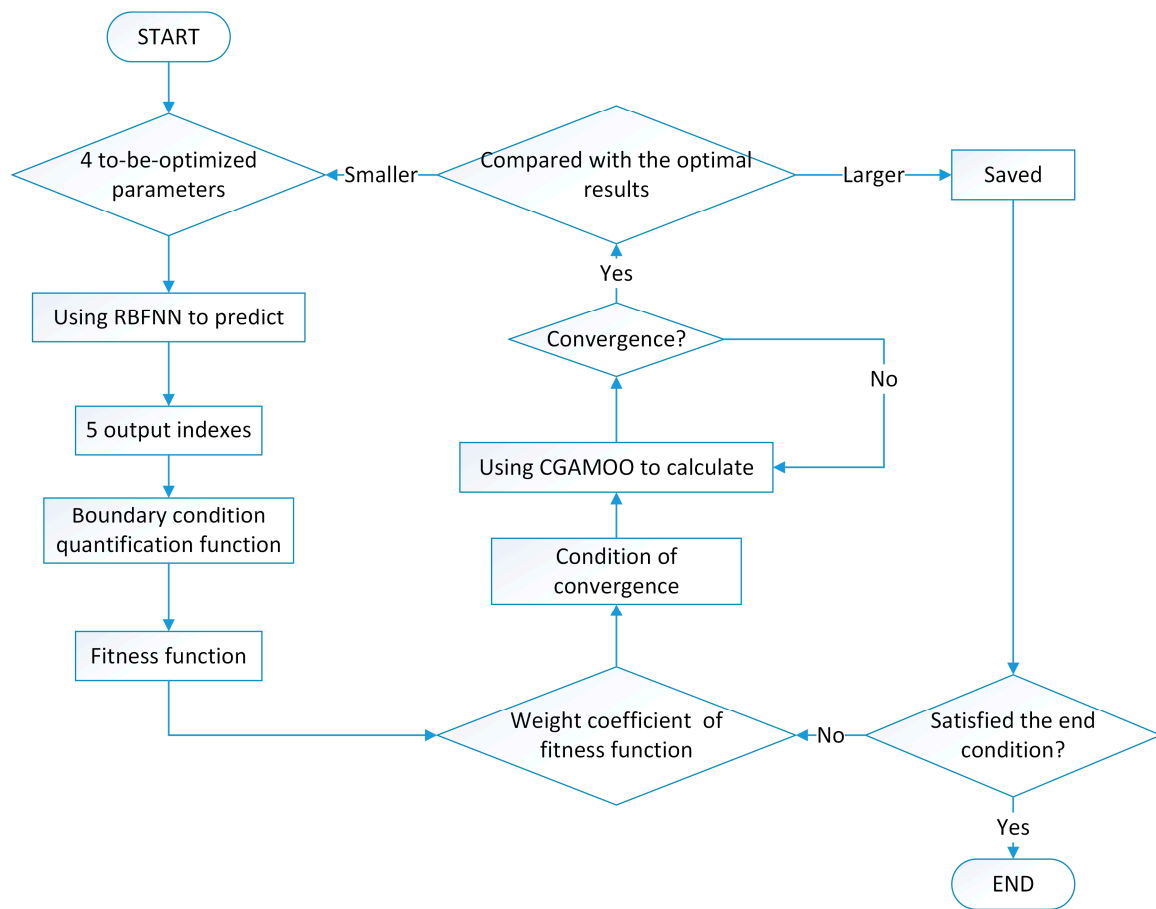 START
4 to-be-optimized
parameters
Smaller
Compared with the optimal
results
Larger
Saved
Yes
Using RBFNN to predict
Convergence?
No
5 output indexes
Using CGAMOO to calculate
Boundary condition
quantification function
Condition of
convergence
Fitness function
Weight coefficient of
fitness function
No
Satisfied the end
condition?
Yes
END